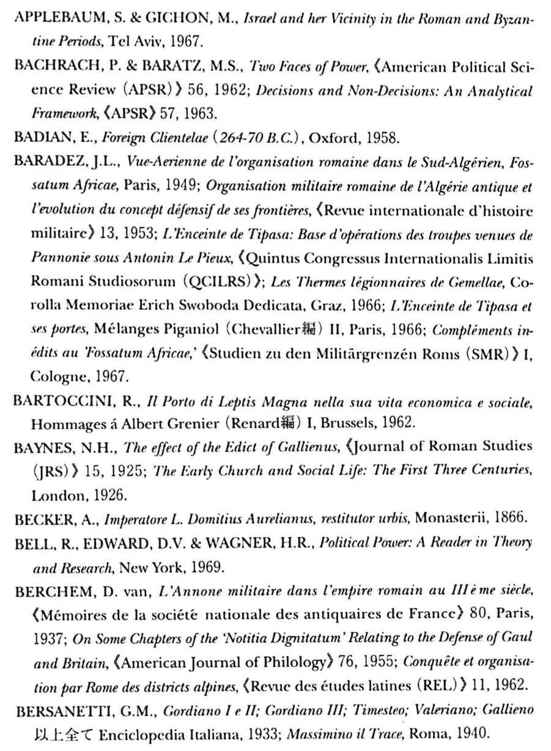 APPLEBAUM, S. & GICHON, M., Israel and her Vicinity in the Roman and Byzan-
tine Periods, Tel Aviv, 1967.
BACHRACH, P. & BARATZ, M.S., Two Faces of Power, 《American Political Sci-
ence Review (APSR)》 56, 1962; Decisions and Non-Decisions: An Analytical
Framework, 《APSR》 57, 1963.
BADIAN, E., Foreign Clientelae (264-70 B.C.), Oxford, 1958.
BARADEZ, J.L., Vue-Aerienne de l'organisation romaine dans le Sud-Algérien, Fos-
satum Africae, Paris, 1949; Organisation militaire romaine de l'Algérie antique et
l'evolution du concept défensif de ses frontières, 《Revue internationale d'histoire
militaire》 13, 1953; L'Enceinte de Tipasa: Base d'opérations des troupes venues de
Pannonie sous Antonin Le Pieux, 《Quintus Congressus Internationalis Limitis
Romani Studiosorum (QCILRS)》; Les Thermes légionnaires de Gemellae, Co-
rolla Memoriae Erich Swoboda Dedicata, Graz, 1966; L'Enceinte de Tipasa et
ses portes, Mélanges Piganiol (Chevallier編) II, Paris, 1966; Compléments in-
édits au 'Fossatum Africae,' 《Studien zu den Militärgrenzén Roms (SMR)》 I,
Cologne, 1967.
BARTOCCINI, R., Il Porto di Leptis Magna nella sua vita economica e sociale,
Hommages á Albert Grenier (Renard編) I, Brussels, 1962.
BAYNES, N.H., The effect of the Edict of Gallienus, 《Journal of Roman Studies
(JRS)》 15, 1925; The Early Church and Social Life: The First Three Centuries,
London, 1926.
BECKER, A., Imperatore L. Domitius Aurelianus, restitutor urbis, Monasterii, 1866.
BELL, R., EDWARD, D.V. & WAGNER, H.R., Political Power: A Reader in Theory
and Research, New York, 1969.
BERCHEM, D. van, L'Annone militaire dans l'empire romain au IIIème siècle,
《Mémoires de la société nationale des antiquaires de France》 80, Paris,
1937; On Some Chapters of the 'Notitia Dignitatum' Relating to the Defense of Gaul
and Britain, 《American Journal of Philology》 76, 1955; Conquête et organisa-
tion par Rome des districts alpines, 《Revue des études latines (REL)》 11, 1962.
BERSANETTI, G.M., Gordiano I e II; Gordiano III; Timesteo; Valeriano; Gallieno
以上全て Enciclopedia Italiana, 1933; Massimino il Trace, Roma, 1940.